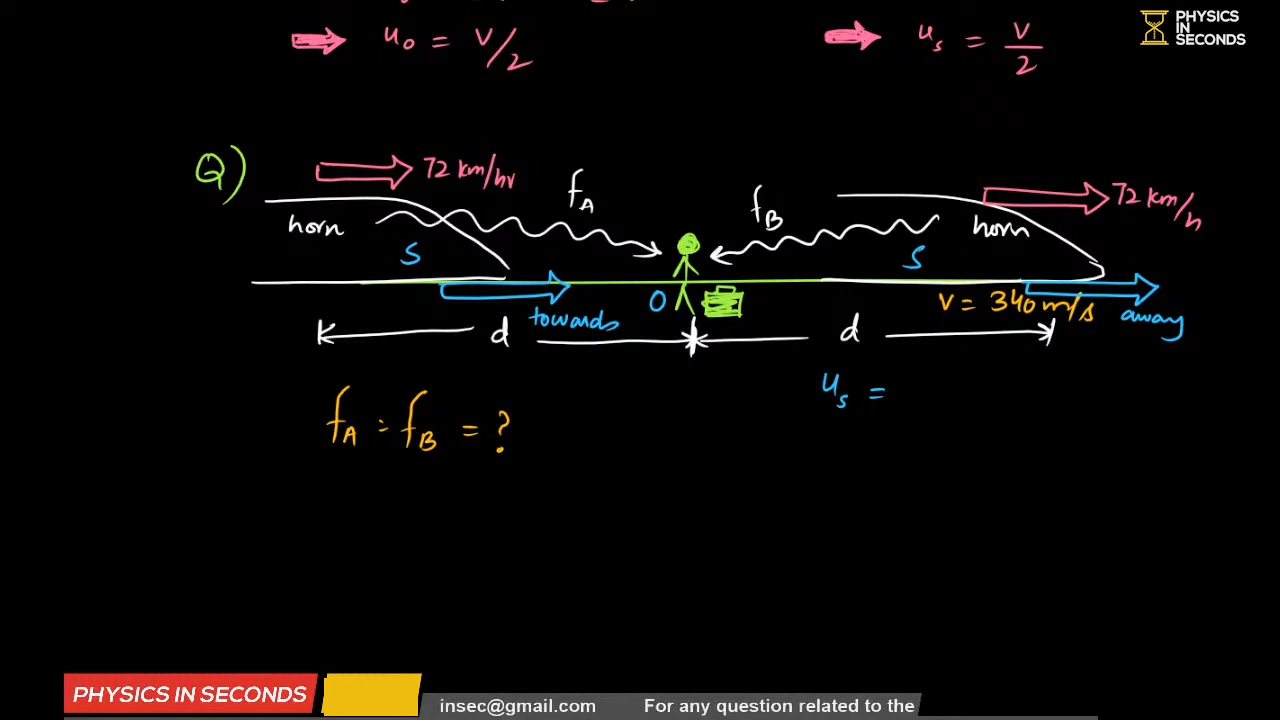 PHYSICS
IN
SECONDS
u₀ = v/2
uₛ = v/2
Q)
72 km/hr
f_A
f_B
72 km/h
horn
horn
S
S
O
v = 340 m/s
towards
away
d
d
uₛ =
f_A : f_B = ?
PHYSICS IN SECONDS
insec@gmail.com For any question related to the